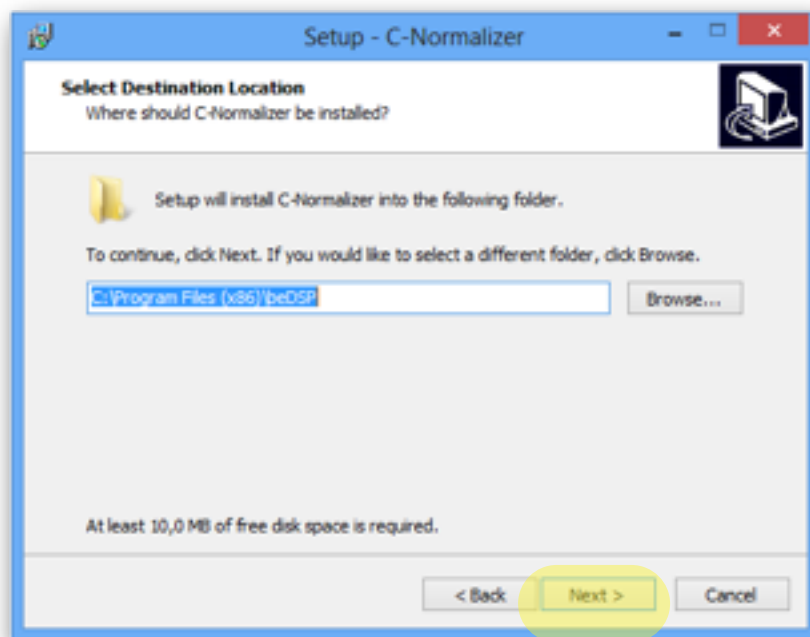 Setup - C-Normalizer
Select Destination Location
Where should C-Normalizer be installed?
Setup will install C-Normalizer into the following folder.
To continue, click Next. If you would like to select a different folder, click Browse.
C:\Program Files (x86)\beDSP
Browse...
At least 10,0 MB of free disk space is required.
< Back
Next >
Cancel